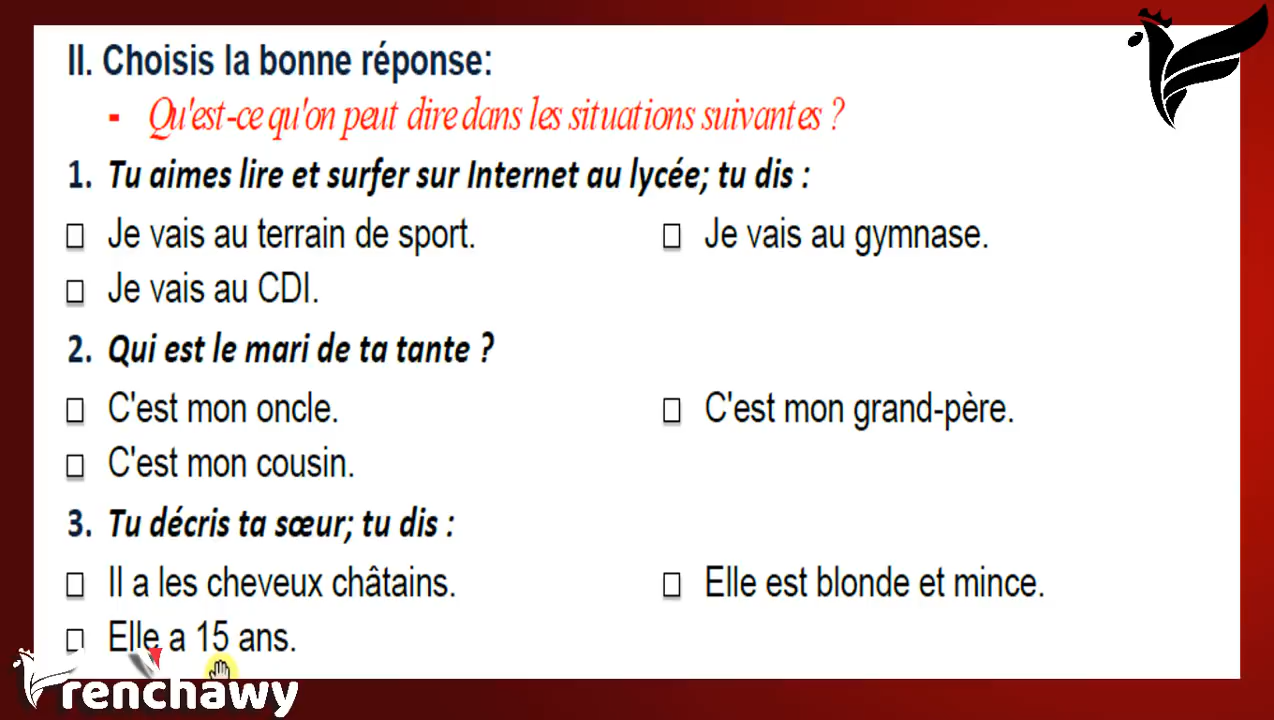 II. Choisis la bonne réponse:
- Qu'est-ce qu'on peut dire dans les situations suivantes ?
1. Tu aimes lire et surfer sur Internet au lycée; tu dis :
□ Je vais au terrain de sport. □ Je vais au gymnase.
□ Je vais au CDI.
2. Qui est le mari de ta tante ?
□ C'est mon oncle. □ C'est mon grand-père.
□ C'est mon cousin.
3. Tu décris ta sœur; tu dis :
□ Il a les cheveux châtains. □ Elle est blonde et mince.
□ Elle a 15 ans.
Frenchawy